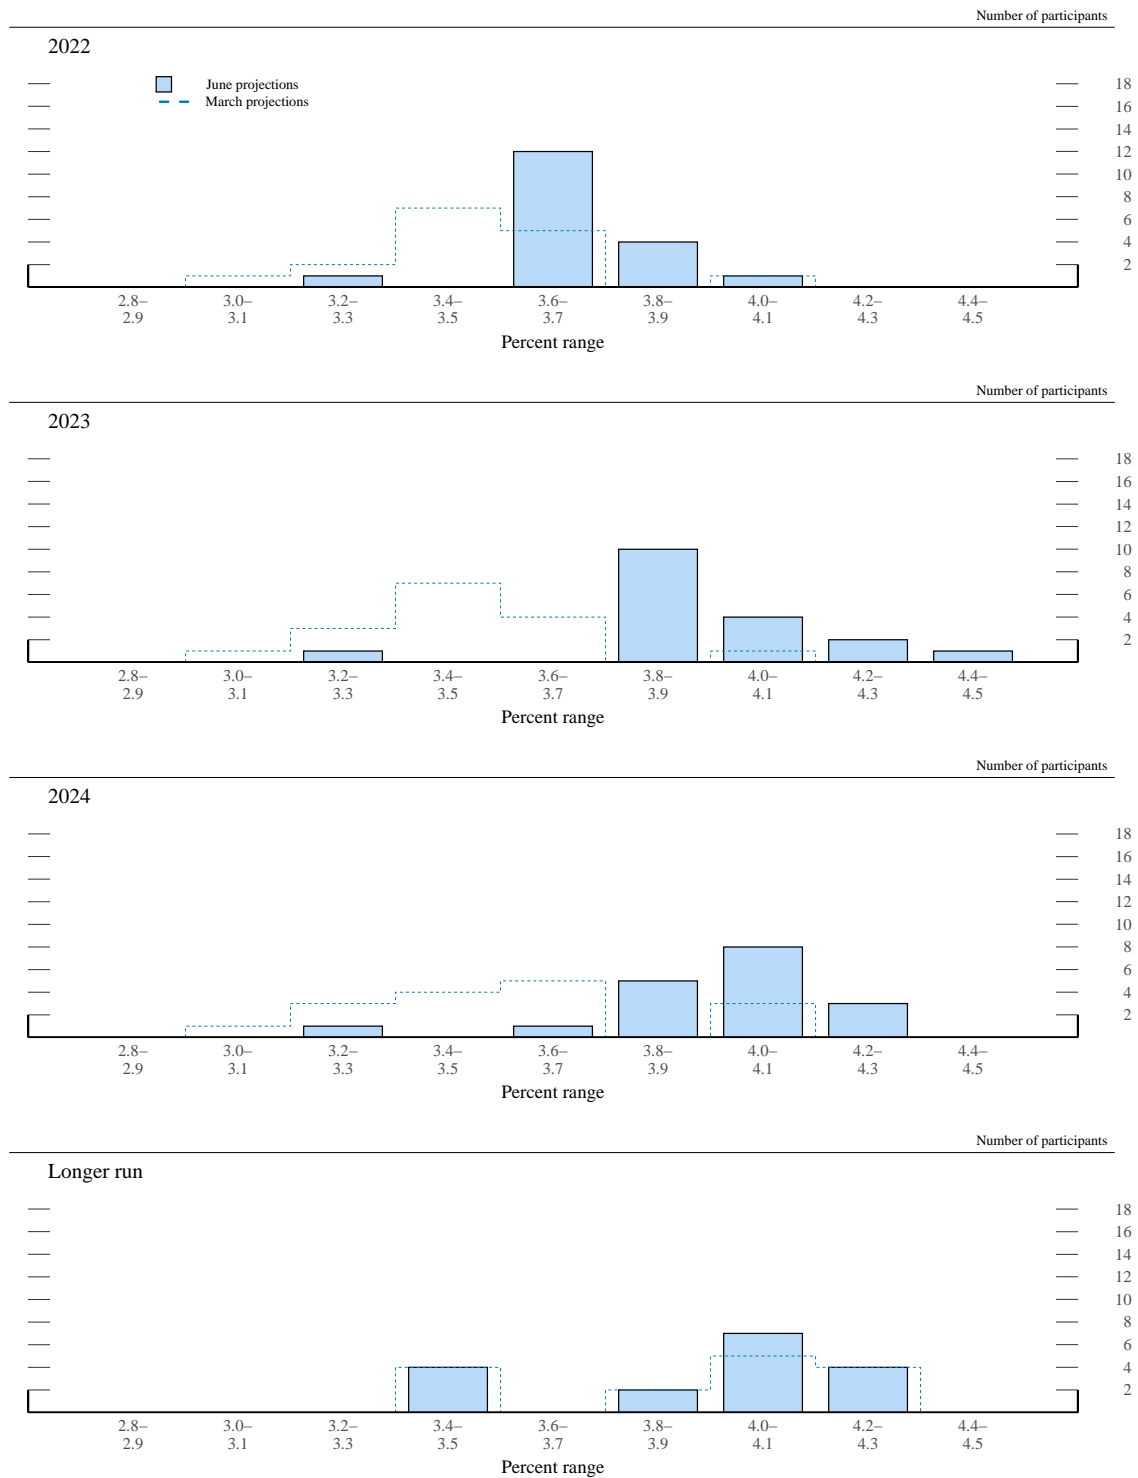 Number of participants
2022
June projections
March projections
18
16
14
12
10
8
6
4
2
2.8– 3.0– 3.2– 3.4– 3.6– 3.8– 4.0– 4.2– 4.4–
2.9 3.1 3.3 3.5 3.7 3.9 4.1 4.3 4.5
Percent range
Number of participants
2023
18
16
14
12
10
8
6
4
2
2.8– 3.0– 3.2– 3.4– 3.6– 3.8– 4.0– 4.2– 4.4–
2.9 3.1 3.3 3.5 3.7 3.9 4.1 4.3 4.5
Percent range
Number of participants
2024
18
16
14
12
10
8
6
4
2
2.8– 3.0– 3.2– 3.4– 3.6– 3.8– 4.0– 4.2– 4.4–
2.9 3.1 3.3 3.5 3.7 3.9 4.1 4.3 4.5
Percent range
Number of participants
Longer run
18
16
14
12
10
8
6
4
2
2.8– 3.0– 3.2– 3.4– 3.6– 3.8– 4.0– 4.2– 4.4–
2.9 3.1 3.3 3.5 3.7 3.9 4.1 4.3 4.5
Percent range